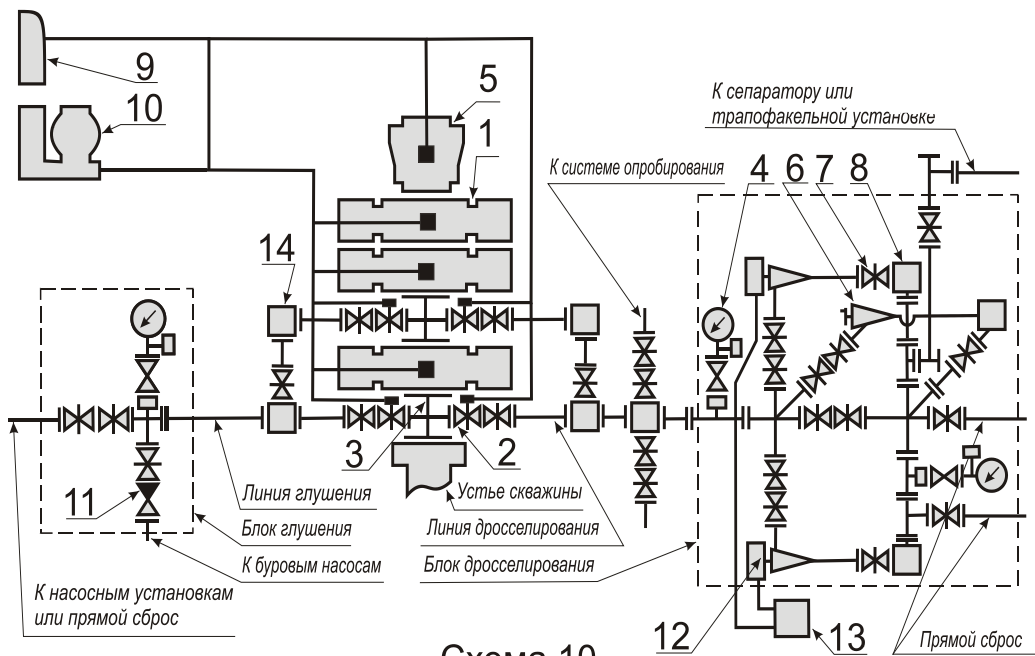 9
10
5
1
К сепаратору или
трапофакельной установке
К системе опробирования
4
6
7
8
14
3
2
11
Линия глушения
Блок глушения
К буровым насосам
К насосным установкам
или прямой сброс
Устье скважины
Линия дросселирования
Блок дросселирования
12
13
Прямой сброс
Схема 10